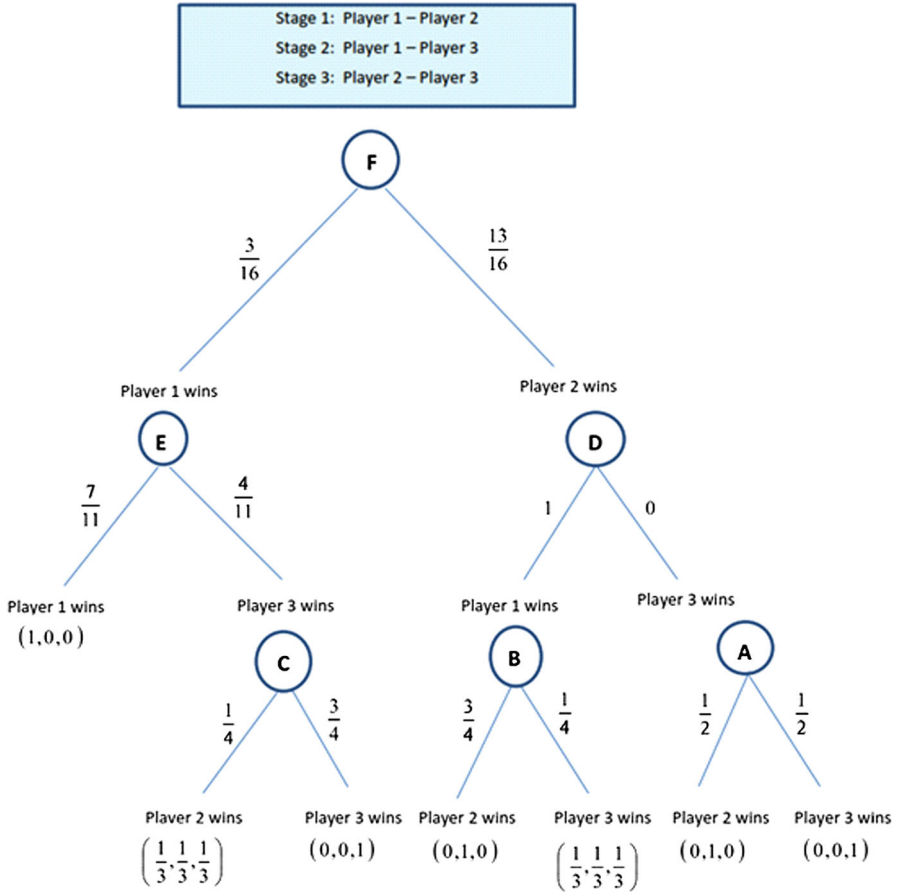 Stage 1: Player 1 – Player 2
Stage 2: Player 1 – Player 3
Stage 3: Player 2 – Player 3
F
3/16
13/16
Player 1 wins
Player 2 wins
E
D
7/11
4/11
1
0
Player 1 wins
Player 3 wins
Player 1 wins
Player 3 wins
(1,0,0)
C
B
A
1/4
3/4
3/4
1/4
1/2
1/2
Player 2 wins
Player 3 wins
Player 2 wins
Player 3 wins
Player 2 wins
Player 3 wins
(1/3,1/3,1/3)
(0,0,1)
(0,1,0)
(1/3,1/3,1/3)
(0,1,0)
(0,0,1)